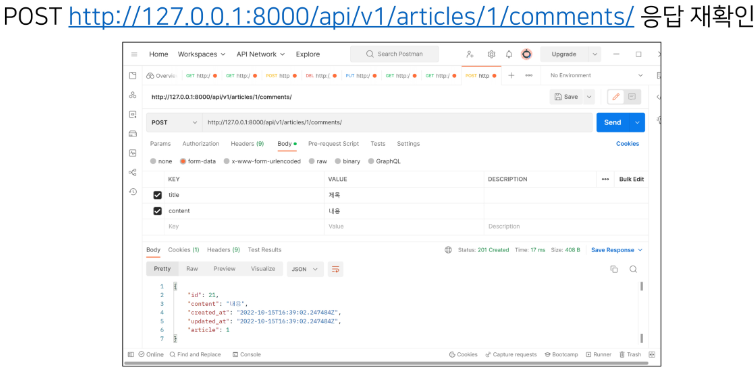 POST http://127.0.0.1:8000/api/v1/articles/1/comments/ 응답 재확인
Home Workspaces API Network Explore Search Postman Upgrade
Overvi GET http:/ GET http:/ POST http DEL http:/ PUT http:/ GET http:/ GET http:/ POST http + No Environment
http://127.0.0.1:8000/api/v1/articles/1/comments/ Save
POST http://127.0.0.1:8000/api/v1/articles/1/comments/ Send
Params Authorization Headers (9) Body Pre-request Script Tests Settings Cookies
none form-data x-www-form-urlencoded raw binary GraphQL
KEY VALUE DESCRIPTION Bulk Edit
title 제목
content 내용
Key Value Description
Body Cookies (1) Headers (9) Test Results Status: 201 Created Time: 17 ms Size: 406 B Save Response
Pretty Raw Preview Visualize JSON
1 {
2 "id": 21,
3 "content": "내용",
4 "created_at": "2022-10-15T16:39:02.247484Z",
5 "updated_at": "2022-10-15T16:39:02.247484Z",
6 "article": 1
7 }
Online Find and Replace Console Cookies Capture requests Bootcamp Runner Trash